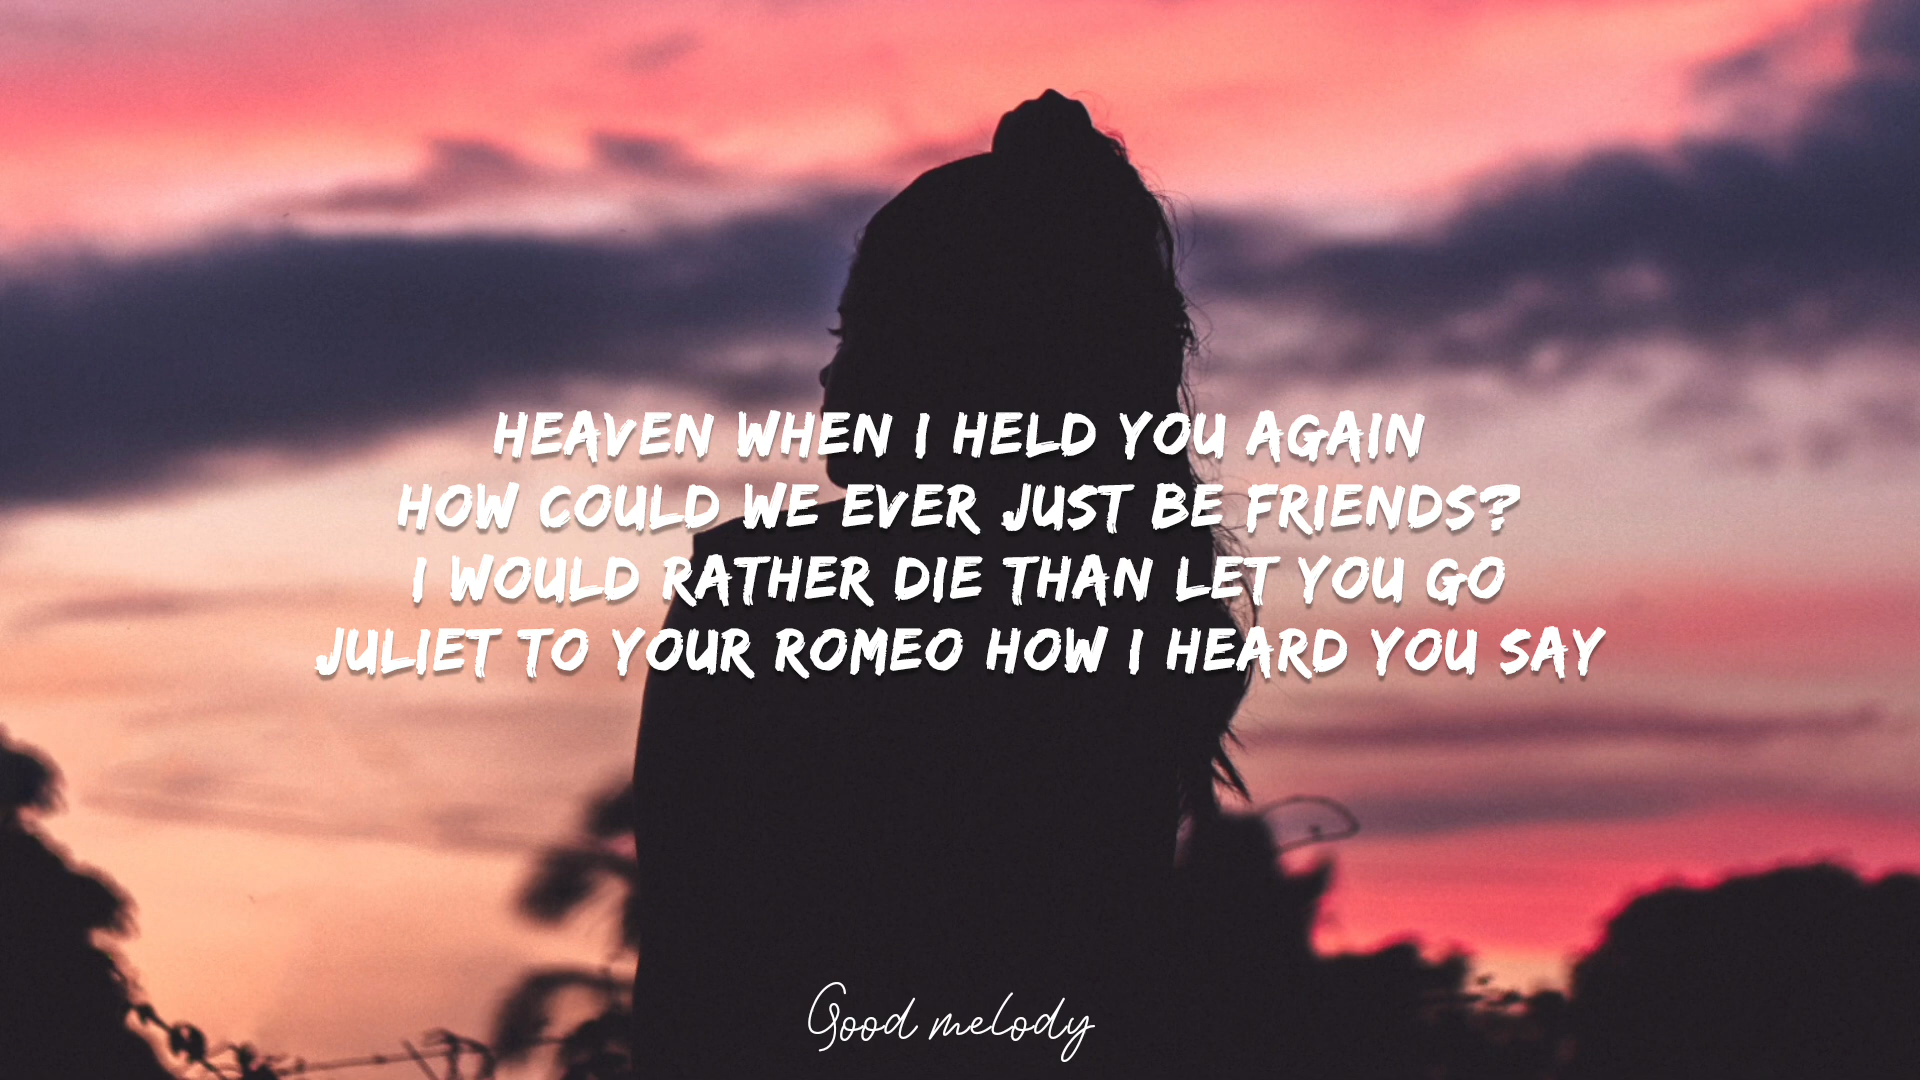 HEAVEN WHEN I HELD YOU AGAIN
HOW COULD WE EVER JUST BE FRIENDS?
I WOULD RATHER DIE THAN LET YOU GO
JULIET TO YOUR ROMEO HOW I HEARD YOU SAY
Good melody